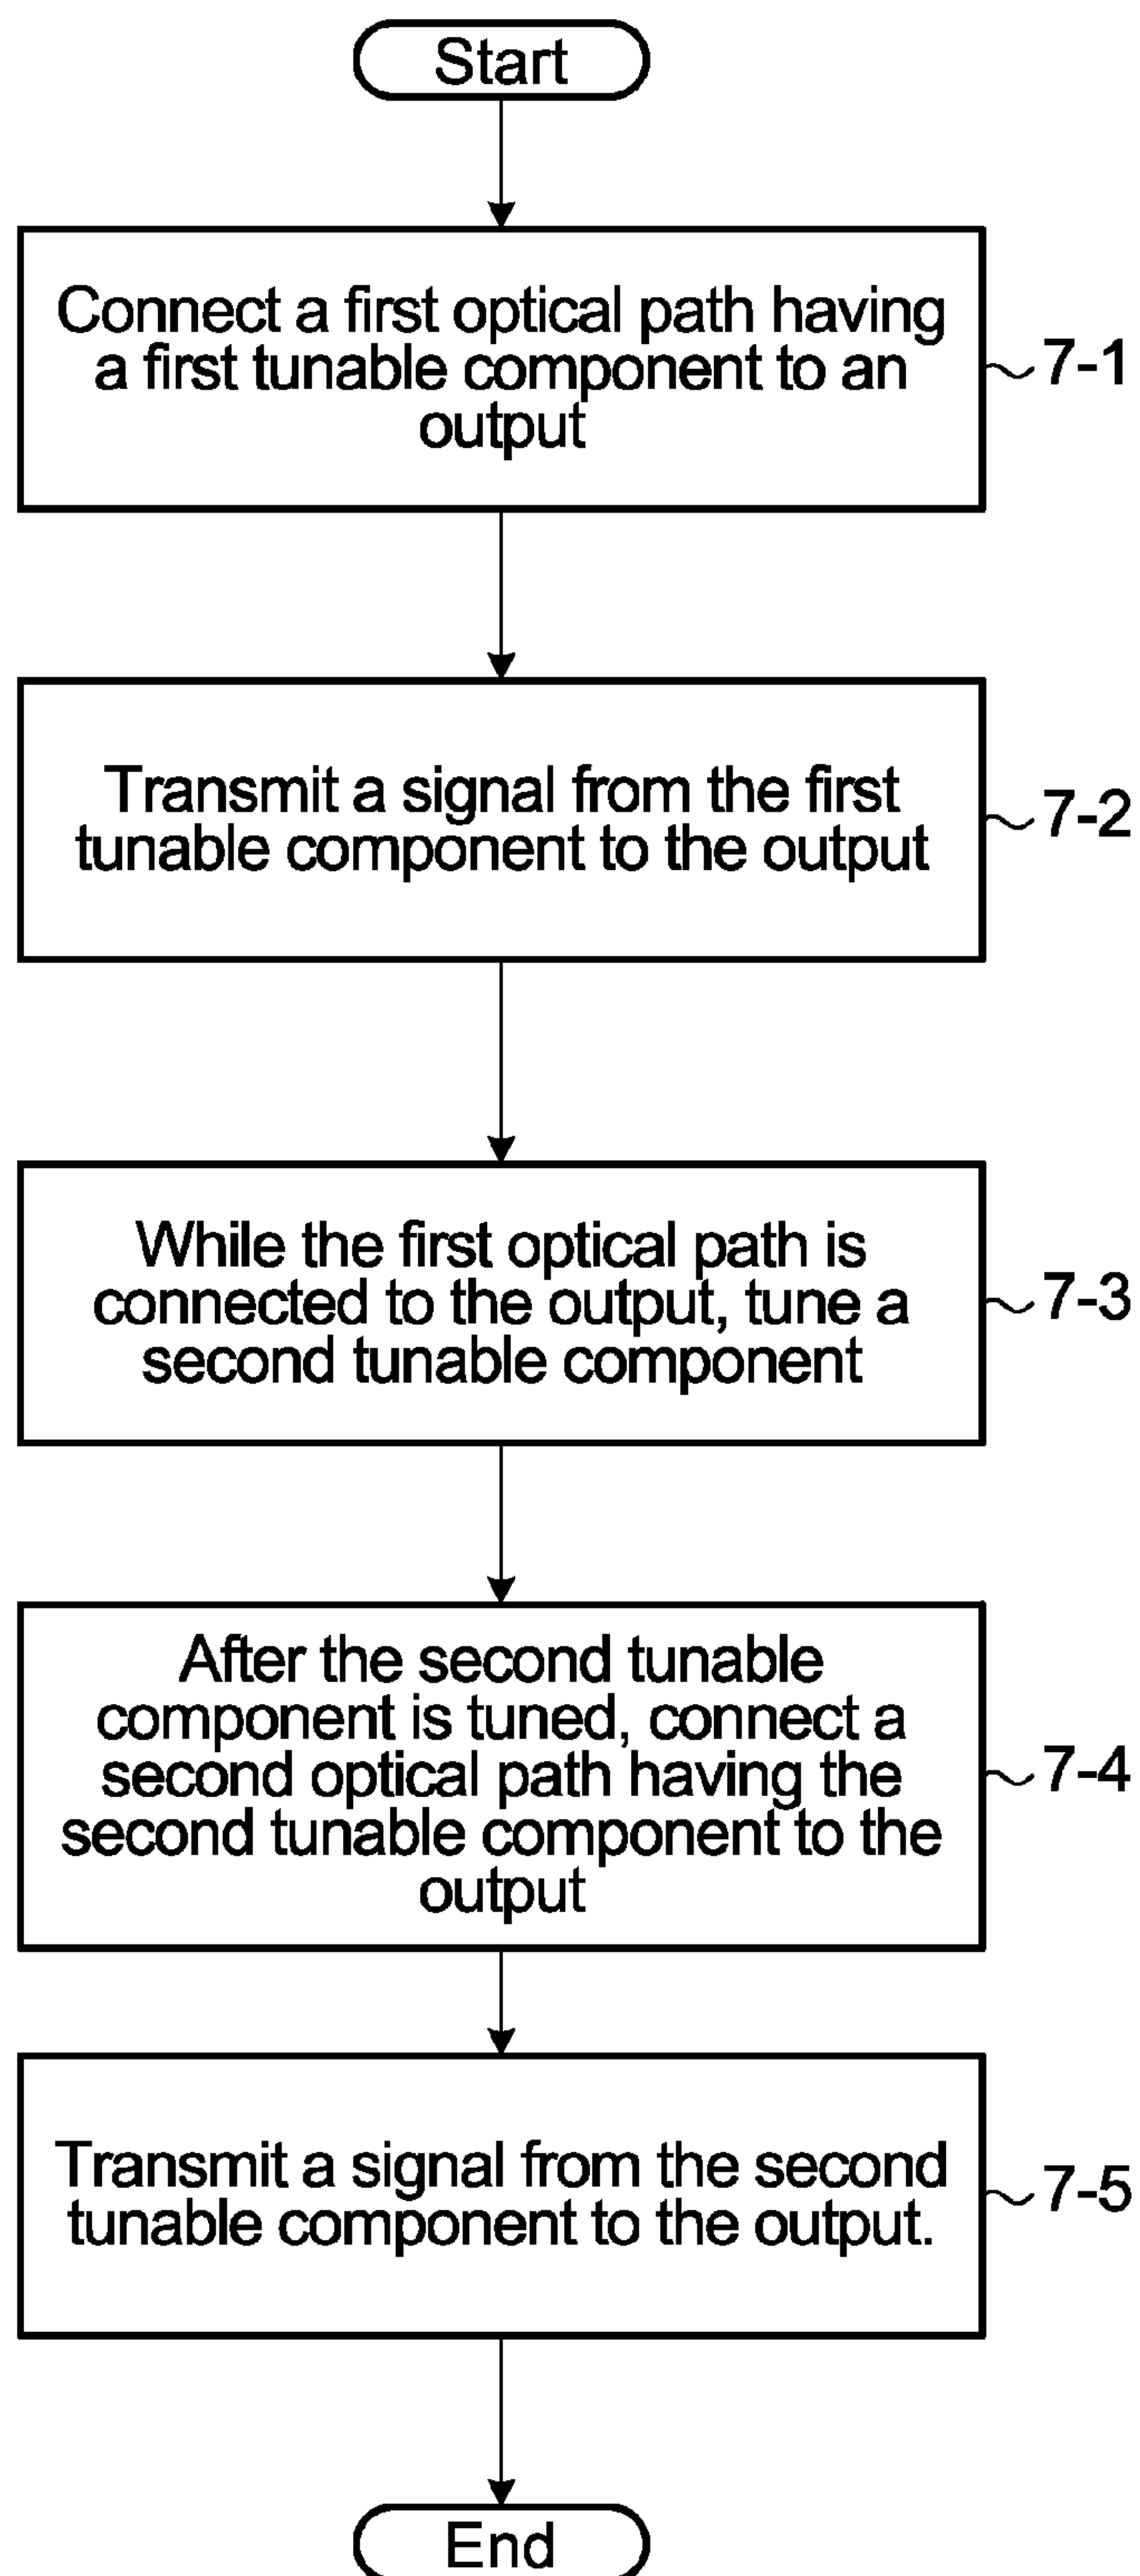 Start
Connect a first optical path having
a first tunable component to an
output
7-1
Transmit a signal from the first
tunable component to the output
7-2
While the first optical path is
connected to the output, tune a
second tunable component
7-3
After the second tunable
component is tuned, connect a
second optical path having the
second tunable component to the
output
7-4
Transmit a signal from the second
tunable component to the output.
7-5
End